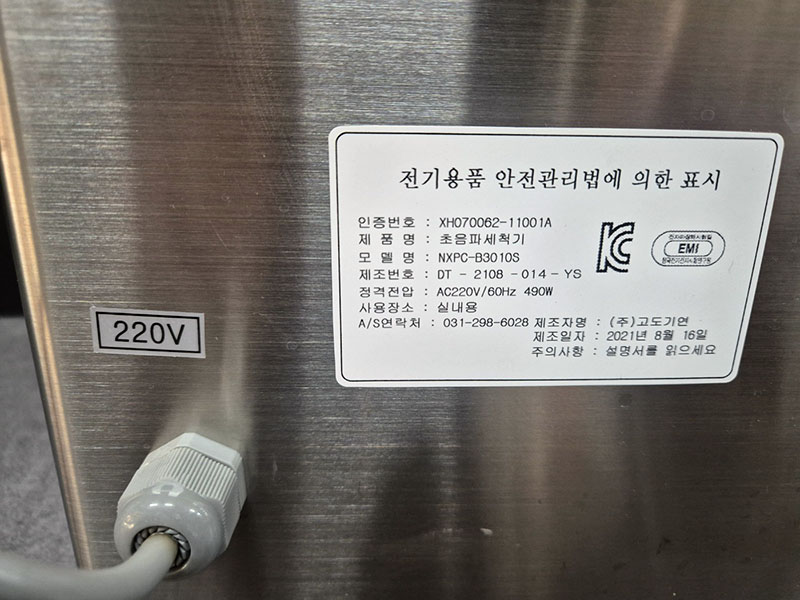 전기용품 안전관리법에 의한 표시
인증번호 : XH070062-11001A
제 품 명 : 초음파세척기
모 델 명 : NXPC-B3010S
제조번호 : DT - 2108 - 014 - YS
정격전압 : AC220V/60Hz 490W
사용장소 : 실내용
A/S연락처 : 031-298-6028 제조자명 : (주)고도기연
제조일자 : 2021년 8월 16일
주의사항 : 설명서를 읽으세요
EMI
220V